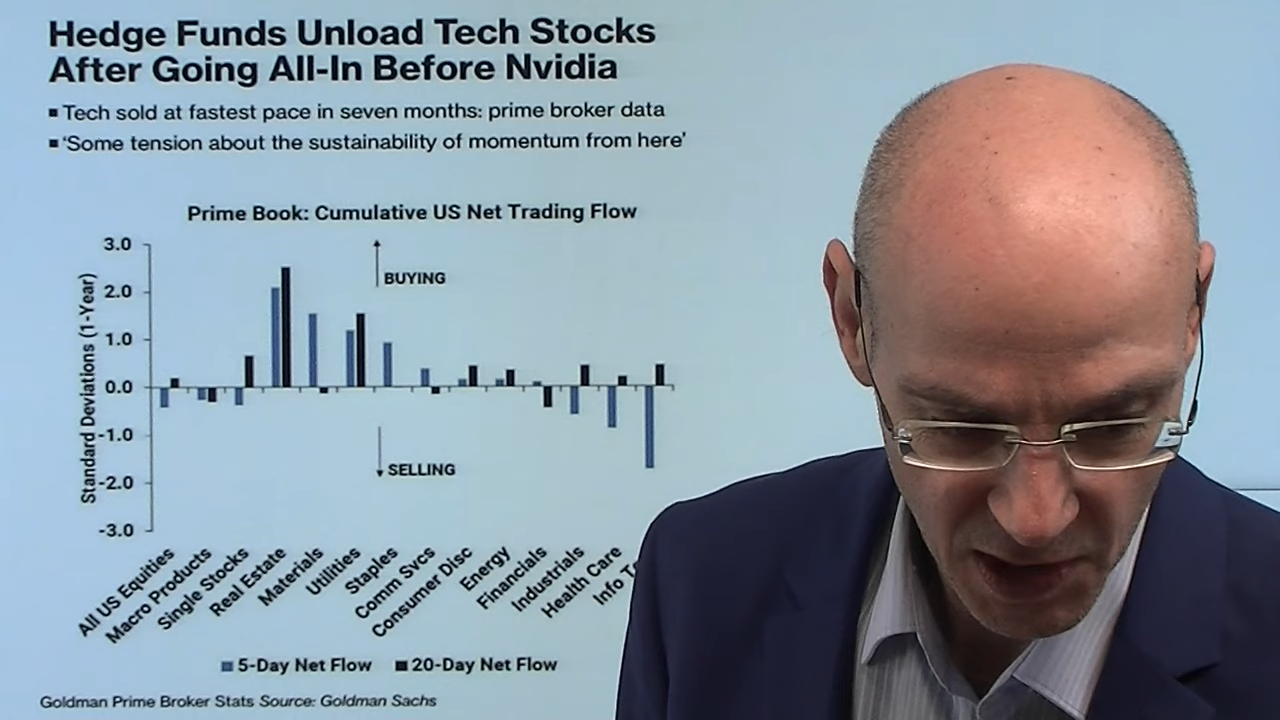 Hedge Funds Unload Tech Stocks
After Going All-In Before Nvidia
▪ Tech sold at fastest pace in seven months: prime broker data
▪ 'Some tension about the sustainability of momentum from here'
Prime Book: Cumulative US Net Trading Flow
Standard Deviations (1-Year)
3.0
2.0
1.0
0.0
-1.0
-2.0
-3.0
BUYING
SELLING
All US Equities
Macro Products
Single Stocks
Real Estate
Materials
Utilities
Staples
Comm Svcs
Consumer Disc
Energy
Financials
Industrials
Health Care
Info
5-Day Net Flow
20-Day Net Flow
Goldman Prime Broker Stats Source: Goldman Sachs